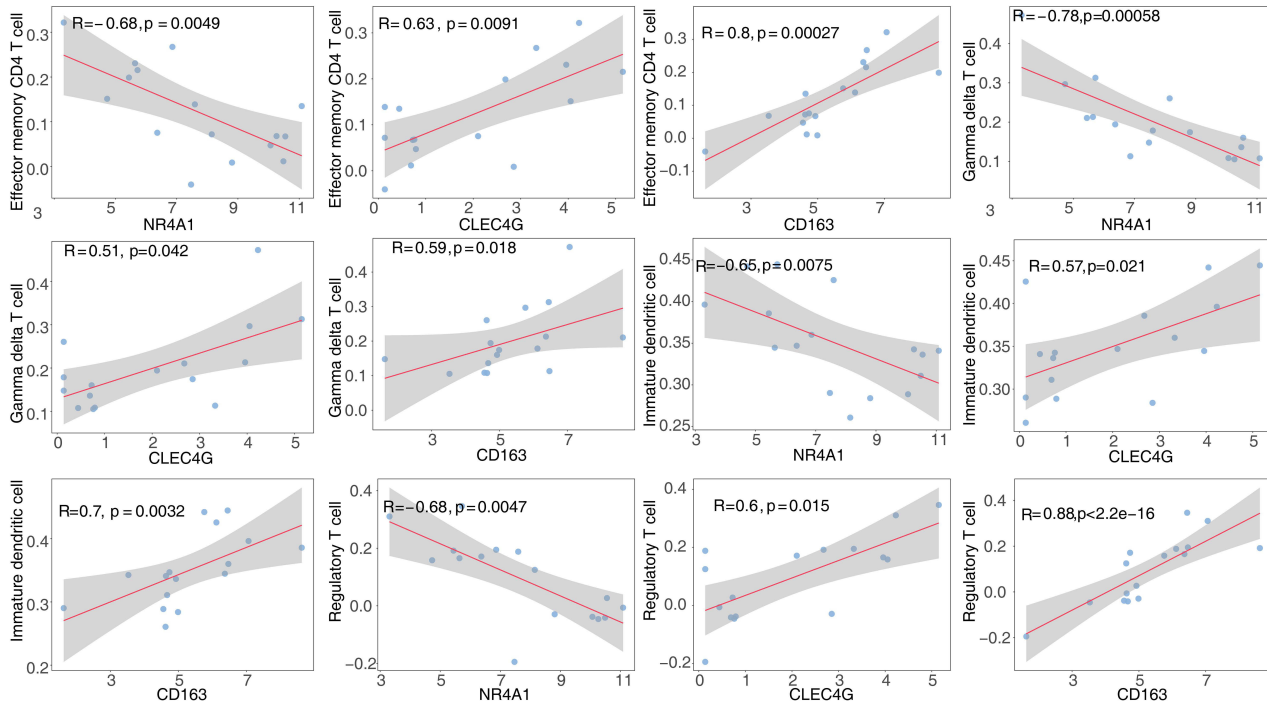 R=−0.68,p = 0.0049
Effector memory CD4 T cell
0.3
0.2
0.1
0.0
3
5
7
9
11
NR4A1
R=0.63, p=0.0091
Effector memory CD4 T cell
0.3
0.2
0.1
0.0
0
1
2
3
4
5
CLEC4G
R=0.8,p=0.00027
Effector memory CD4 T cell
0.3
0.2
0.1
0.0
−0.1
3
5
7
CD163
R=−0.78,p=0.00058
Gamma delta T cell
0.4
0.3
0.2
0.1
3
5
7
9
11
NR4A1
R=0.51, p=0.042
Gamma delta T cell
0.4
0.3
0.2
0.1
0
1
2
3
4
5
CLEC4G
R=0.59,p=0.018
Gamma delta T cell
0.4
0.3
0.2
0.1
0.0
3
5
7
CD163
R=−0.65,p=0.0075
Immature dendritic cell
0.45
0.40
0.35
0.30
0.25
3
5
7
9
11
NR4A1
R=0.57,p=0.021
Immature dendritic cell
0.45
0.40
0.35
0.30
0
1
2
3
4
5
CLEC4G
R=0.7, p=0.0032
Immature dendritic cell
0.4
0.3
0.2
3
5
7
CD163
R=−0.68,p=0.0047
Regulatory T cell
0.4
0.2
0.0
−0.2
3
5
7
9
11
NR4A1
R=0.6, p=0.015
Regulatory T cell
0.4
0.2
0.0
−0.2
0
1
2
3
4
5
CLEC4G
R=0.88,p<2.2e−16
Regulatory T cell
0.4
0.2
0.0
−0.2
3
5
7
CD163